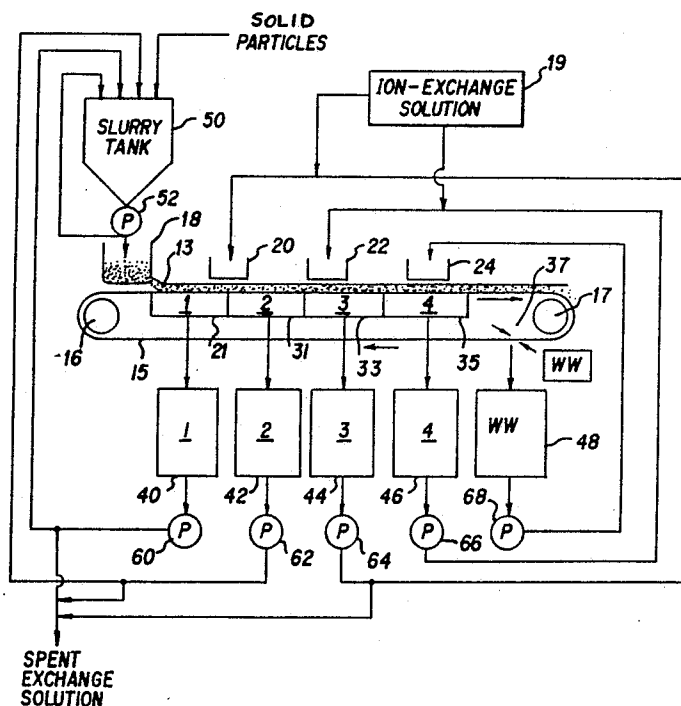 SOLID
PARTICLES
19
ION-EXCHANGE
SOLUTION
SLURRY
TANK
50
52
P
18
13
20
22
24
37
17
1
2
3
4
16
15
21
31
33
35
WW
1
2
3
4
WW
48
40
42
44
46
68
P
P
P
P
P
60
62
64
66
SPENT
EXCHANGE
SOLUTION